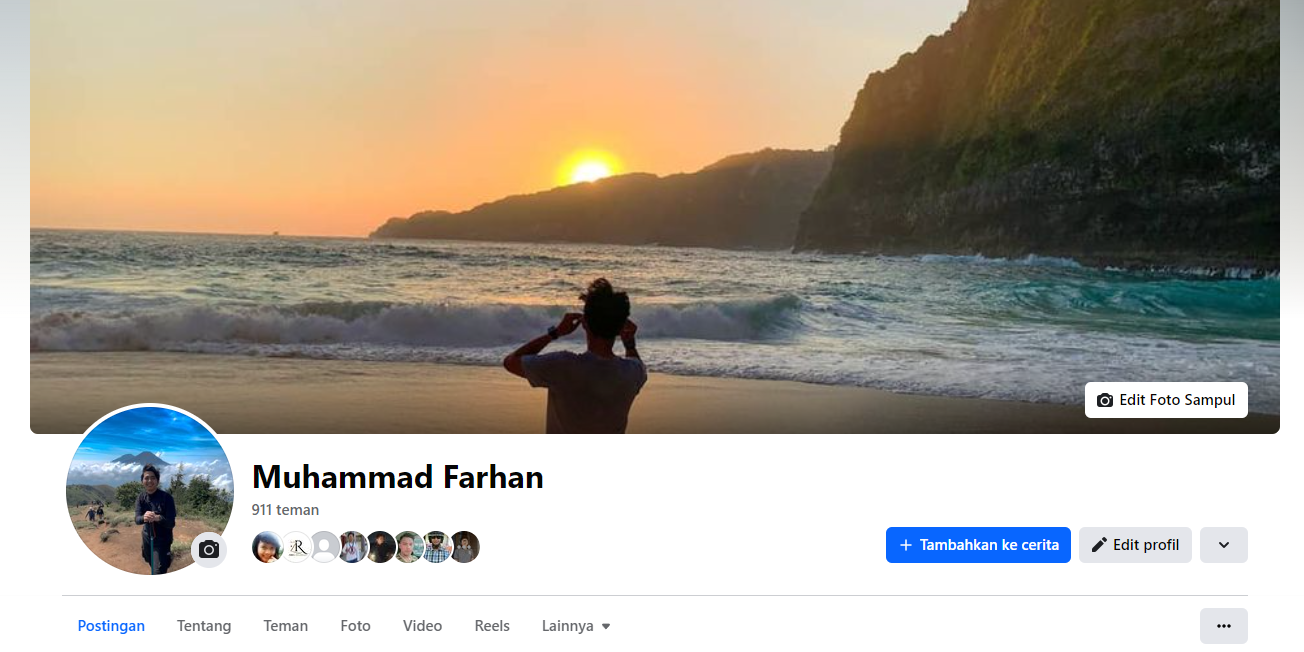 Edit Foto Sampul
Muhammad Farhan
911 teman
R
+ Tambahkan ke cerita
Edit profil
Postingan
Tentang
Teman
Foto
Video
Reels
Lainnya